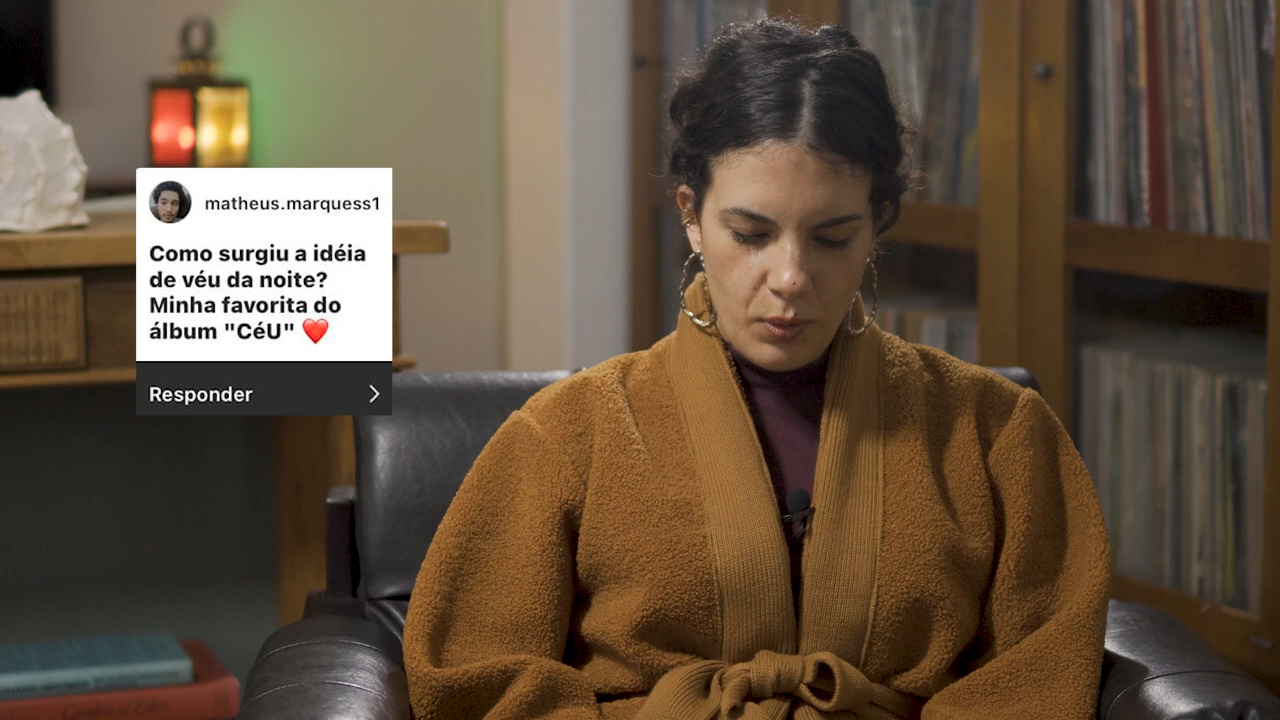 matheus.marquess1
Como surgiu a idéia
de véu da noite?
Minha favorita do
álbum "CéU" ❤️
Responder